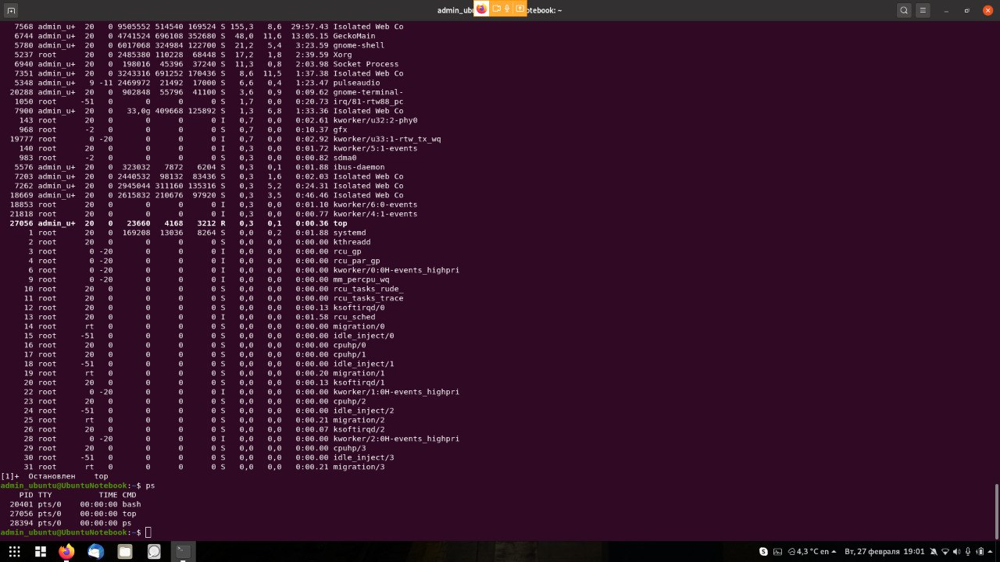 admin_ub Notebook: ~
7568 admin_u+ 20 0 9505552 514540 169524 S 155,3 8,6 29:57.43 Isolated Web Co
6744 admin_u+ 20 0 4741524 696108 352680 S 48,0 11,6 13:05.15 GeckoMain
5780 admin_u+ 20 0 6017068 324984 122700 S 21,2 5,4 3:23.59 gnome-shell
5237 root 20 0 2485380 110228 68448 S 17,2 1,8 2:39.59 Xorg
6940 admin_u+ 20 0 198016 45396 37240 S 11,3 0,8 2:03.98 Socket Process
7351 admin_u+ 20 0 3243316 691252 170436 S 8,6 11,5 1:37.38 Isolated Web Co
5348 admin_u+ 9 -11 2469972 21492 17000 S 6,6 0,4 1:23.47 pulseaudio
20288 admin_u+ 20 0 902848 55796 41100 S 3,6 0,9 0:09.62 gnome-terminal-
1050 root -51 0 0 0 0 S 1,7 0,0 0:20.73 irq/81-rtw88_pc
7900 admin_u+ 20 0 33,0g 409668 125892 S 1,3 6,8 1:33.36 Isolated Web Co
143 root 20 0 0 0 0 I 0,7 0,0 0:02.61 kworker/u32:2-phy0
968 root -2 0 0 0 0 S 0,7 0,0 0:10.37 gfx
19777 root 0 -20 0 0 0 I 0,7 0,0 0:02.92 kworker/u33:1-rtw_tx_wq
140 root 20 0 0 0 0 I 0,3 0,0 0:01.72 kworker/5:1-events
983 root -2 0 0 0 0 S 0,3 0,0 0:00.82 sdma0
5576 admin_u+ 20 0 323032 7872 6204 S 0,3 0,1 0:01.88 ibus-daemon
7203 admin_u+ 20 0 2440532 98132 83436 S 0,3 1,6 0:02.03 Isolated Web Co
7262 admin_u+ 20 0 2945044 311160 135316 S 0,3 5,2 0:24.31 Isolated Web Co
18669 admin_u+ 20 0 2615832 210676 97920 S 0,3 3,5 0:46.46 Isolated Web Co
18853 root 20 0 0 0 0 I 0,3 0,0 0:01.10 kworker/6:0-events
21818 root 20 0 0 0 0 I 0,3 0,0 0:00.77 kworker/4:1-events
27056 admin_u+ 20 0 23660 4168 3212 R 0,3 0,1 0:00.36 top
1 root 20 0 169208 13036 8264 S 0,0 0,2 0:01.88 systemd
2 root 20 0 0 0 0 S 0,0 0,0 0:00.00 kthreadd
3 root 0 -20 0 0 0 I 0,0 0,0 0:00.00 rcu_gp
4 root 0 -20 0 0 0 I 0,0 0,0 0:00.00 rcu_par_gp
6 root 0 -20 0 0 0 I 0,0 0,0 0:00.00 kworker/0:0H-events_highpri
9 root 0 -20 0 0 0 I 0,0 0,0 0:00.00 mm_percpu_wq
10 root 20 0 0 0 0 S 0,0 0,0 0:00.00 rcu_tasks_rude_
11 root 20 0 0 0 0 S 0,0 0,0 0:00.00 rcu_tasks_trace
12 root 20 0 0 0 0 S 0,0 0,0 0:00.13 ksoftirqd/0
13 root 20 0 0 0 0 I 0,0 0,0 0:01.58 rcu_sched
14 root rt 0 0 0 0 S 0,0 0,0 0:00.00 migration/0
15 root -51 0 0 0 0 S 0,0 0,0 0:00.00 idle_inject/0
16 root 20 0 0 0 0 S 0,0 0,0 0:00.00 cpuhp/0
17 root 20 0 0 0 0 S 0,0 0,0 0:00.00 cpuhp/1
18 root -51 0 0 0 0 S 0,0 0,0 0:00.00 idle_inject/1
19 root rt 0 0 0 0 S 0,0 0,0 0:00.20 migration/1
20 root 20 0 0 0 0 S 0,0 0,0 0:00.13 ksoftirqd/1
22 root 0 -20 0 0 0 I 0,0 0,0 0:00.00 kworker/1:0H-events_highpri
23 root 20 0 0 0 0 S 0,0 0,0 0:00.00 cpuhp/2
24 root -51 0 0 0 0 S 0,0 0,0 0:00.00 idle_inject/2
25 root rt 0 0 0 0 S 0,0 0,0 0:00.21 migration/2
26 root 20 0 0 0 0 S 0,0 0,0 0:00.07 ksoftirqd/2
28 root 0 -20 0 0 0 I 0,0 0,0 0:00.00 kworker/2:0H-events_highpri
29 root 20 0 0 0 0 S 0,0 0,0 0:00.00 cpuhp/3
30 root -51 0 0 0 0 S 0,0 0,0 0:00.00 idle_inject/3
31 root rt 0 0 0 0 S 0,0 0,0 0:00.21 migration/3
[1]+ Остановлен top
admin_ubuntu@UbuntuNotebook:~$ ps
PID TTY TIME CMD
20401 pts/0 00:00:00 bash
27056 pts/0 00:00:00 top
28394 pts/0 00:00:00 ps
admin_ubuntu@UbuntuNotebook:~$
4,3 °C en Вт, 27 февраля 19:01